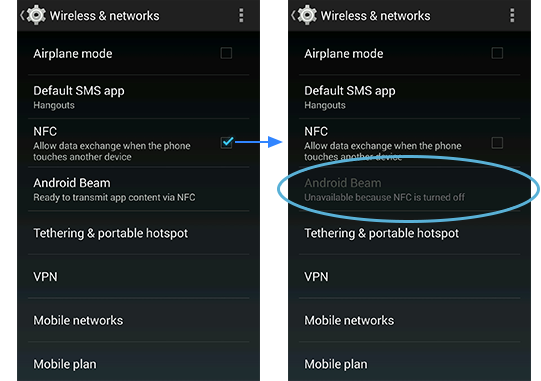 Wireless & networks
Airplane mode
Default SMS app
Hangouts
NFC
Allow data exchange when the phone
touches another device
Android Beam
Ready to transmit app content via NFC
Tethering & portable hotspot
VPN
Mobile networks
Mobile plan
Wireless & networks
Airplane mode
Default SMS app
Hangouts
NFC
Allow data exchange when the phone
touches another device
Android Beam
Unavailable because NFC is turned off
Tethering & portable hotspot
VPN
Mobile networks
Mobile plan